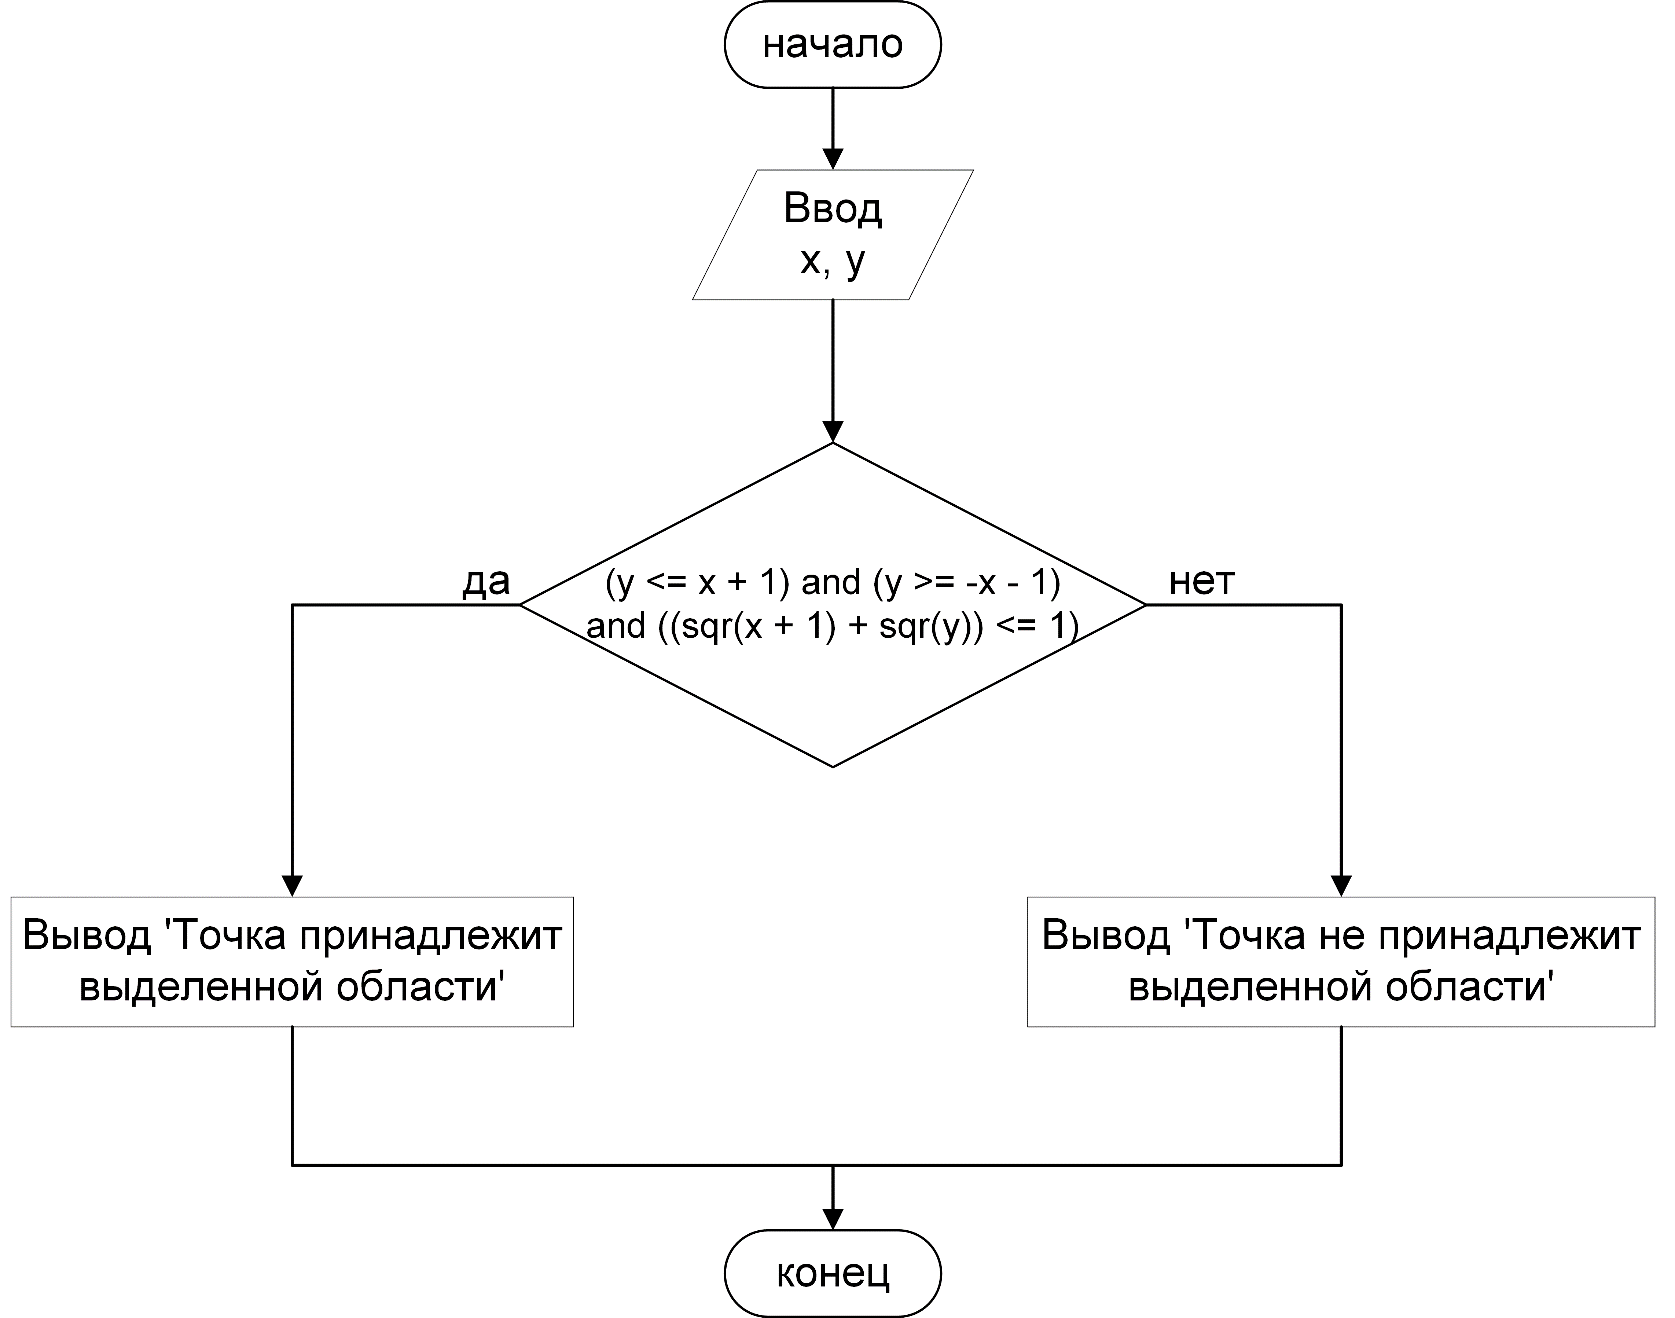 начало
Ввод
x, y
да
(y <= x + 1) and (y >= -x - 1)
and ((sqr(x + 1) + sqr(y)) <= 1)
нет
Вывод 'Точка принадлежит
выделенной области'
Вывод 'Точка не принадлежит
выделенной области'
конец